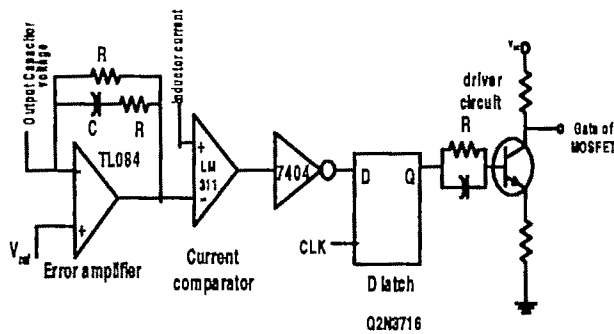 Output Capacitor
voltage
R
C
R
TL084
-
+
V ref
Error amplifier
Inductor current
+
LM
311
-
Current
comparator
7404
D
Q
CLK
D latch
Q2N3716
driver
circuit
R
Gate of
MOSFET